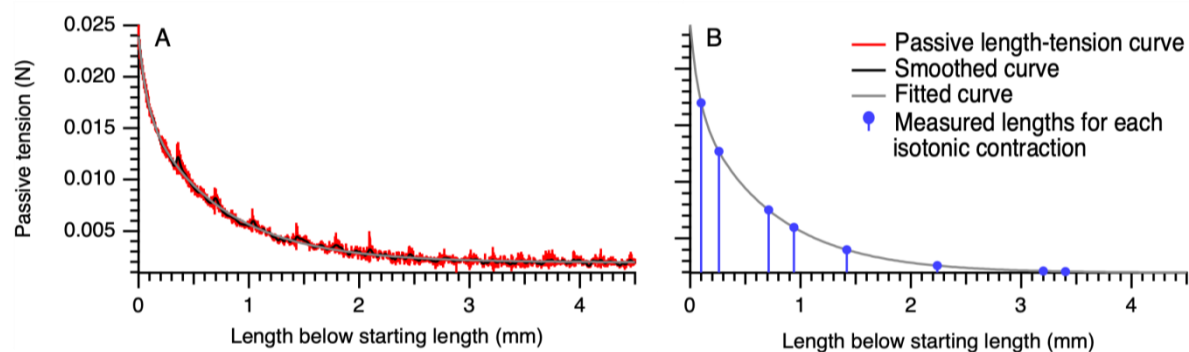 A
Passive tension (N)
0.025
0.020
0.015
0.010
0.005
0 1 2 3 4
Length below starting length (mm)
B
Passive length-tension curve
Smoothed curve
Fitted curve
Measured lengths for each
isotonic contraction
0 1 2 3 4
Length below starting length (mm)